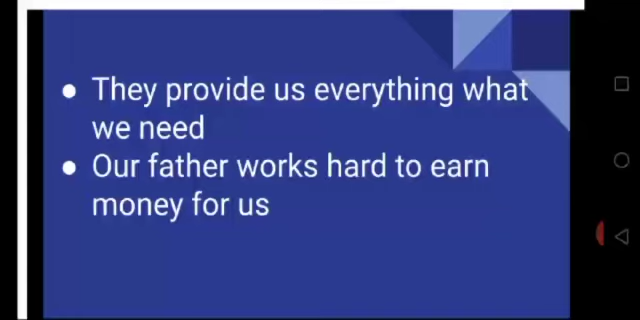 ● They provide us everything what
we need
● Our father works hard to earn
money for us